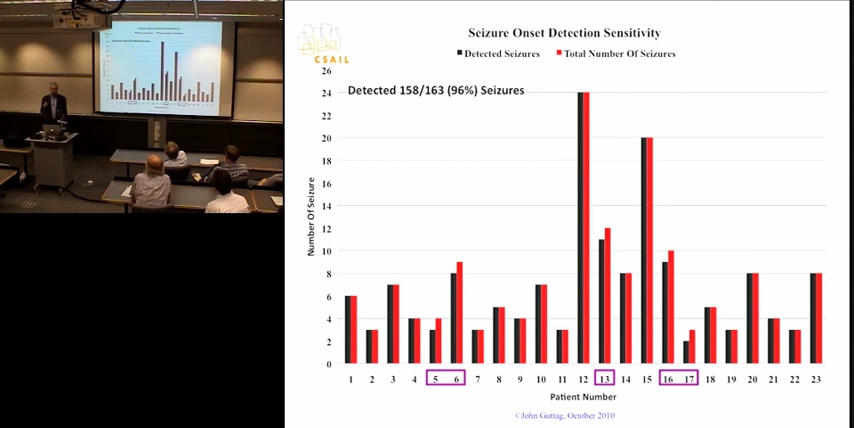 CSAIL
Seizure Onset Detection Sensitivity
Detected Seizures Total Number Of Seizures
Detected 158/163 (96%) Seizures
26
24
22
20
18
16
14
12
10
8
6
4
2
0
Number Of Seizure
1 2 3 4 5 6 7 8 9 10 11 12 13 14 15 16 17 18 19 20 21 22 23
Patient Number
©John Guttag, October 2010